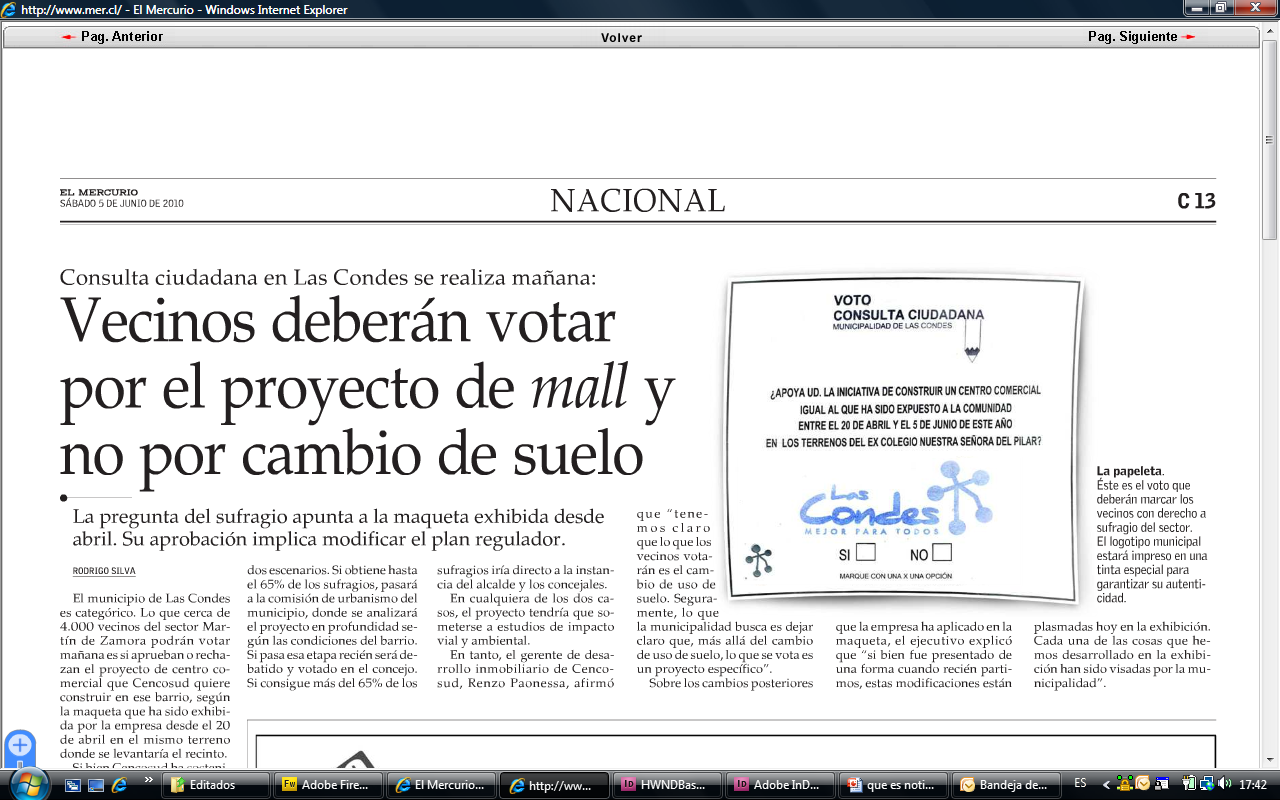 http://www.mer.cl/ - El Mercurio - Windows Internet Explorer
Pag. Anterior
Volver
Pag. Siguiente
EL MERCURIO
SÁBADO 5 DE JUNIO DE 2010
NACIONAL
C 13
Consulta ciudadana en Las Condes se realiza mañana:
Vecinos deberán votar
por el proyecto de mall y
no por cambio de suelo
La pregunta del sufragio apunta a la maqueta exhibida desde
abril. Su aprobación implica modificar el plan regulador.
RODRIGO SILVA
El municipio de Las Condes
es categórico. Lo que cerca de
4.000 vecinos del sector Mar-
tín de Zamora podrán votar
mañana es si aprueban o recha-
zan el proyecto de centro co-
mercial que Cencosud quiere
construir en ese barrio, según
la maqueta que ha sido exhibi-
da por la empresa desde el 20
de abril en el mismo terreno
donde se levantaría el recinto.
Si bien Cencosud ha sosteni-
dos escenarios. Si obtiene hasta
el 65% de los sufragios, pasará
a la comisión de urbanismo del
municipio, donde se analizará
el proyecto en profundidad se-
gún las condiciones del barrio.
Si pasa esa etapa recién será de-
batido y votado en el concejo.
Si consigue más del 65% de los
sufragios iría directo a la instan-
cia del alcalde y los concejales.
En cualquiera de los dos ca-
sos, el proyecto tendría que so-
meterse a estudios de impacto
vial y ambiental.
En tanto, el gerente de desa-
rrollo inmobiliario de Cenco-
sud, Renzo Paonessa, afirmó
que “tene-
mos claro
que lo que los
vecinos vota-
rán es el cam-
bio de uso de
suelo. Segura-
mente, lo que
la municipalidad busca es dejar
claro que, más allá del cambio
de uso de suelo, lo que se vota es
un proyecto específico”.
Sobre los cambios posteriores
que la empresa ha aplicado en la
maqueta, el ejecutivo explicó
que “si bien fue presentado de
una forma cuando recién parti-
mos, estas modificaciones están
plasmadas hoy en la exhibición.
Cada una de las cosas que he-
mos desarrollado en la exhibi-
ción han sido visadas por la mu-
nicipalidad”.
VOTO
CONSULTA CIUDADANA
MUNICIPALIDAD DE LAS CONDES
¿APOYA UD. LA INICIATIVA DE CONSTRUIR UN CENTRO COMERCIAL
IGUAL AL QUE HA SIDO EXPUESTO A LA COMUNIDAD
ENTRE EL 20 DE ABRIL Y EL 5 DE JUNIO DE ESTE AÑO
EN LOS TERRENOS DEL EX COLEGIO NUESTRA SEÑORA DEL PILAR?
Las
Condes
MEJOR PARA TODOS
SI NO
MARQUE CON UNA X UNA OPCIÓN
La papeleta.
Éste es el voto que
deberán marcar los
vecinos con derecho a
sufragio del sector.
El logotipo municipal
estará impreso en una
tinta especial para
garantizar su autenti-
cidad.
Editados
Adobe Fire...
El Mercurio...
http://ww...
HWNDBas...
Adobe InD...
que es noti...
Bandeja de...
ES
17:42